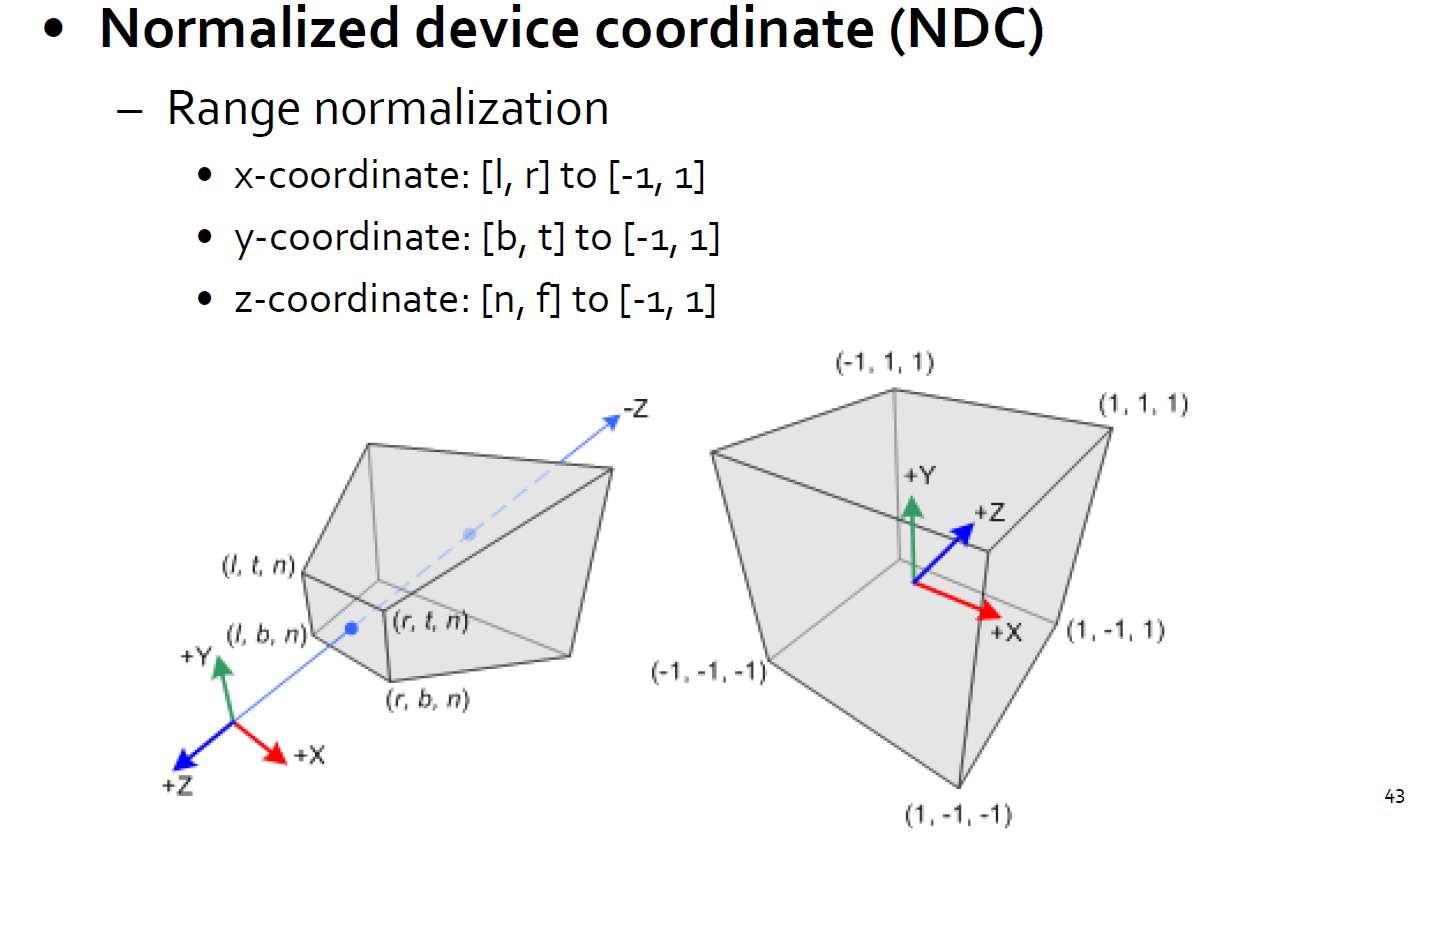 • Normalized device coordinate (NDC)
– Range normalization
• x-coordinate: [l, r] to [-1, 1]
• y-coordinate: [b, t] to [-1, 1]
• z-coordinate: [n, f] to [-1, 1]
(-1, 1, 1)
(1, 1, 1)
-Z
+Y
+Z
(l, t, n)
(r, t, n)
(l, b, n)
+X
(1, -1, 1)
+Y
(-1, -1, -1)
(r, b, n)
+X
+Z
43
(1, -1, -1)